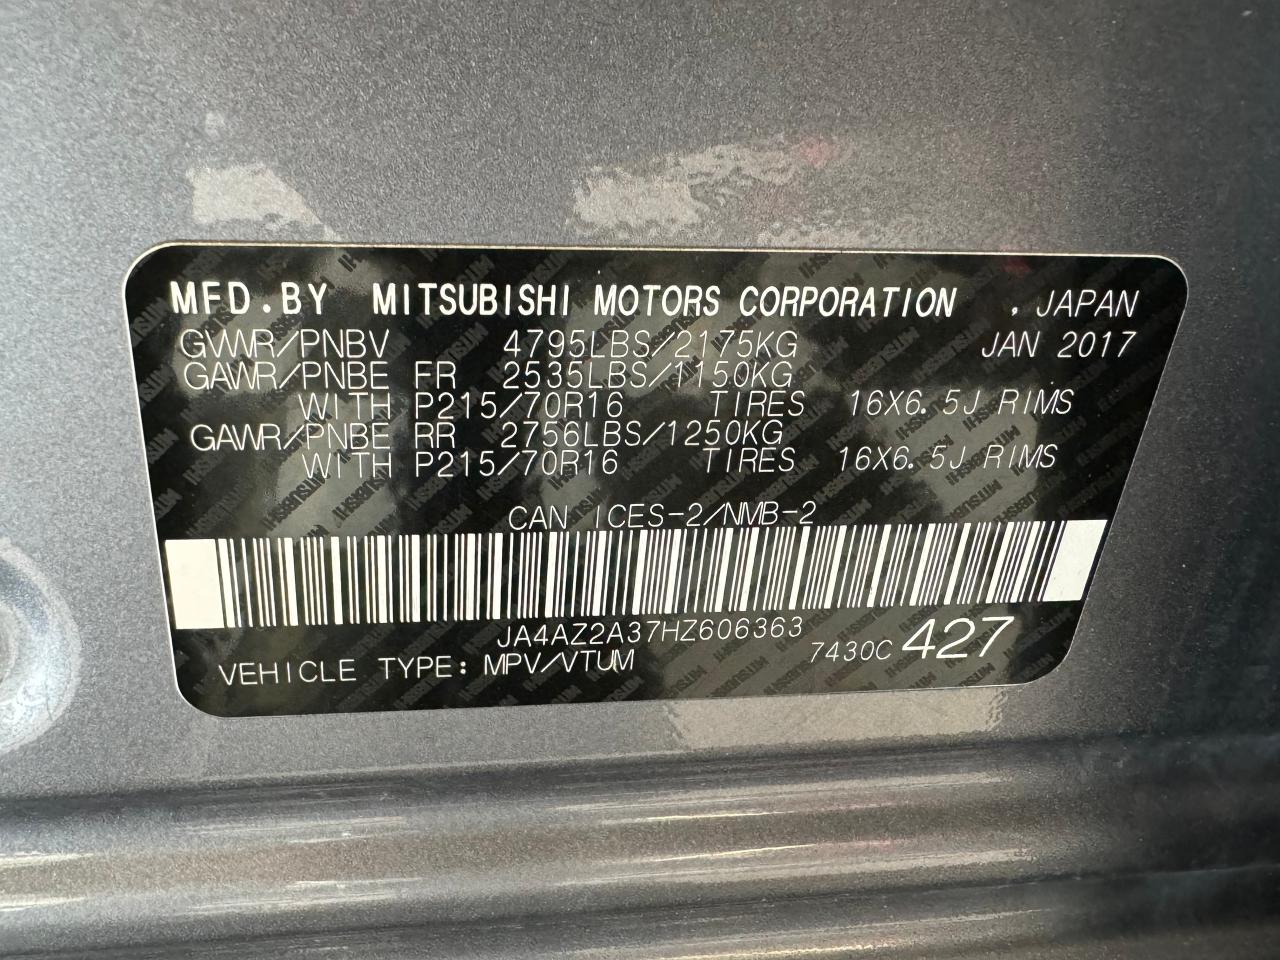 MFD.BY MITSUBISHI MOTORS CORPORATION , JAPAN
GVWR/PNBV 4795LBS/2175KG JAN 2017
GAWR/PNBE FR 2535LBS/1150KG
WITH P215/70R16 TIRES 16X6.5J RIMS
GAWR/PNBE RR 2756LBS/1250KG
WITH P215/70R16 TIRES 16X6.5J RIMS
CAN ICES-2/NMB-2
JA4AZ2A37HZ606363
7430C 427
VEHICLE TYPE: MPV/VTUM